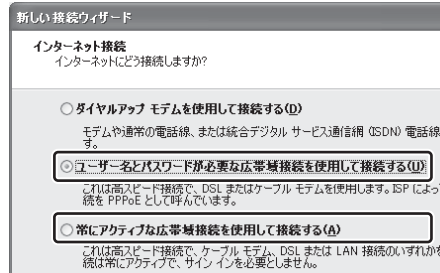 新しい接続ウィザード
インターネット接続
インターネットにどう接続しますか?
ダイヤルアップ モデムを使用して接続する(D)
モデムや通常の電話線、または統合デジタル サービス通信網 (ISDN) 電話線
す。
ユーザー名とパスワードが必要な広帯域接続を使用して接続する(U)
これは高スピード接続で、DSL またはケーブル モデムを使用します。ISP によっ
続を PPPoE として呼んでいます。
常にアクティブな広帯域接続を使用して接続する(A)
これは高スピード接続で、ケーブル モデム、DSL または LAN 接続のいずれかを
続は常にアクティブで、サイン インを必要としません。